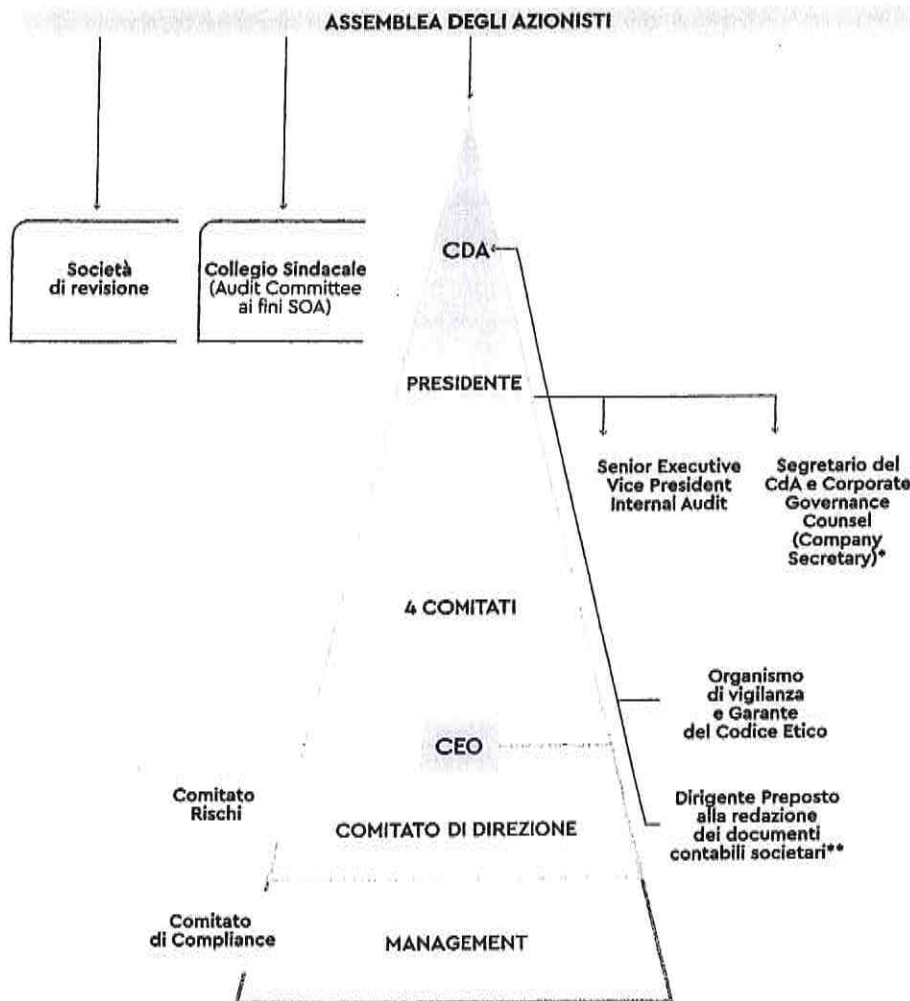 ASSEMBLEA DEGLI AZIONISTI
Società
di revisione
Collegio Sindacale
(Audit Committee
ai fini SOA)
CDA
PRESIDENTE
Senior Executive
Vice President
Internal Audit
Segretario del
CdA e Corporate
Governance
Counsel
(Company
Secretary)*
4 COMITATI
Organismo
di vigilanza
e Garante
del Codice Etico
CEO
Comitato
Rischi
Dirigente Preposto
alla redazione
dei documenti
contabili societari**
COMITATO DI DIREZIONE
Comitato
di Compliance
MANAGEMENT